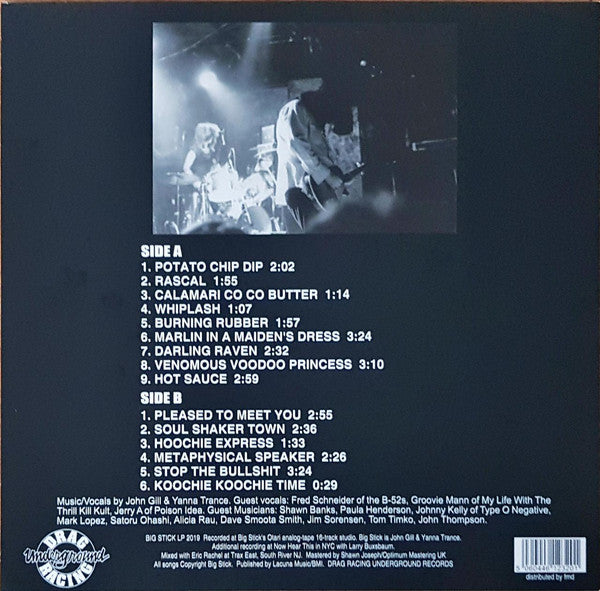 SIDE A
1. POTATO CHIP DIP 2:02
2. RASCAL 1:55
3. CALAMARI CO CO BUTTER 1:14
4. WHIPLASH 1:07
5. BURNING RUBBER 1:57
6. MARLIN IN A MAIDEN'S DRESS 3:24
7. DARLING RAVEN 2:32
8. VENOMOUS VOODOO PRINCESS 3:10
9. HOT SAUCE 2:59
SIDE B
1. PLEASED TO MEET YOU 2:55
2. SOUL SHAKER TOWN 2:36
3. HOOCHIE EXPRESS 1:33
4. METAPHYSICAL SPEAKER 2:26
5. STOP THE BULLSHIT 3:24
6. KOOCHIE KOOCHIE TIME 0:29
Music/Vocals by John Gill & Yanna Trance. Guest vocals: Fred Schneider of the B-52s, Groovie Mann of My Life With The
Thrill Kill Kult, Jerry A of Poison Idea. Guest Musicians: Shawn Banks, Paula Henderson, Johnny Kelly of Type O Negative,
Mark Lopez, Satoru Ohashi, Alicia Rau, Dave Smoota Smith, Jim Sorensen, Tom Timko, John Thompson.
DRAG
Underground
RACING
BIG STICK LP 2019 Recorded at Big Stick's Otari analog-tape 16-track studio. Big Stick is John Gill & Yanna Trance.
Additional recording at Now Hear This in NYC with Larry Buxbaum.
Mixed with Eric Rachel at Trax East, South River NJ. Mastered by Shawn Joseph/Optimum Mastering UK
All songs Copyright Big Stick. Published by Lacuna Music/BMI. DRAG RACING UNDERGROUND RECORDS
5 060446 123201
distributed by fmd